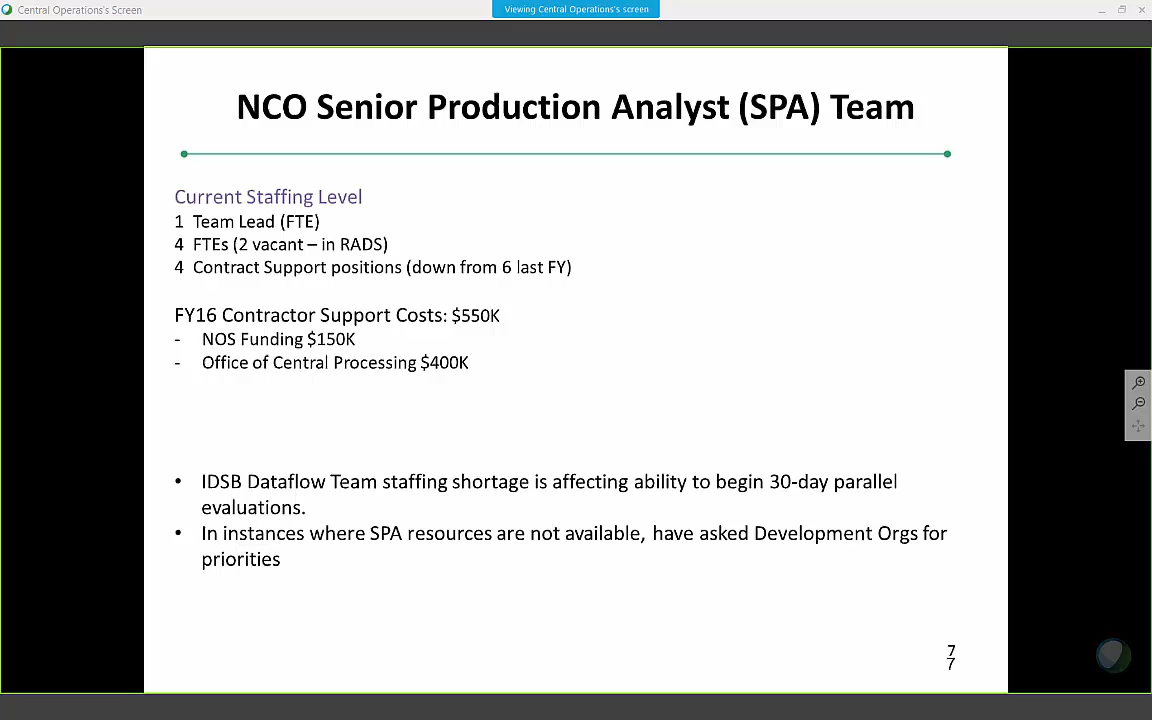 Central Operations's Screen
Viewing Central Operations's screen
NCO Senior Production Analyst (SPA) Team
Current Staffing Level
1 Team Lead (FTE)
4 FTEs (2 vacant – in RADS)
4 Contract Support positions (down from 6 last FY)
FY16 Contractor Support Costs: $550K
- NOS Funding $150K
- Office of Central Processing $400K
• IDSB Dataflow Team staffing shortage is affecting ability to begin 30-day parallel
evaluations.
• In instances where SPA resources are not available, have asked Development Orgs for
priorities
7
7